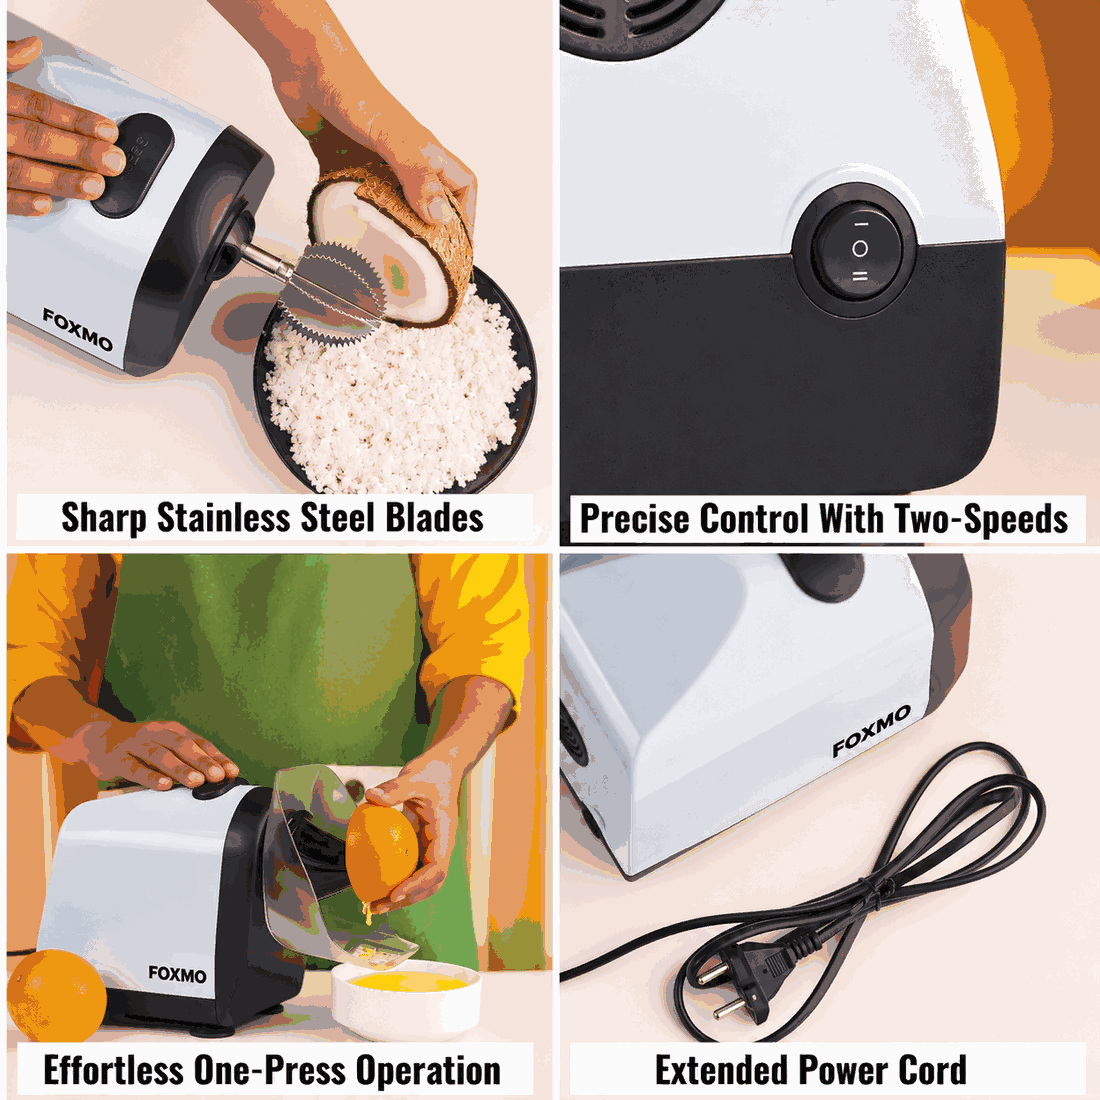 FOXMO
Sharp Stainless Steel Blades
I
O
II
Precise Control With Two-Speeds
FOXMO
Effortless One-Press Operation
FOXMO
Extended Power Cord